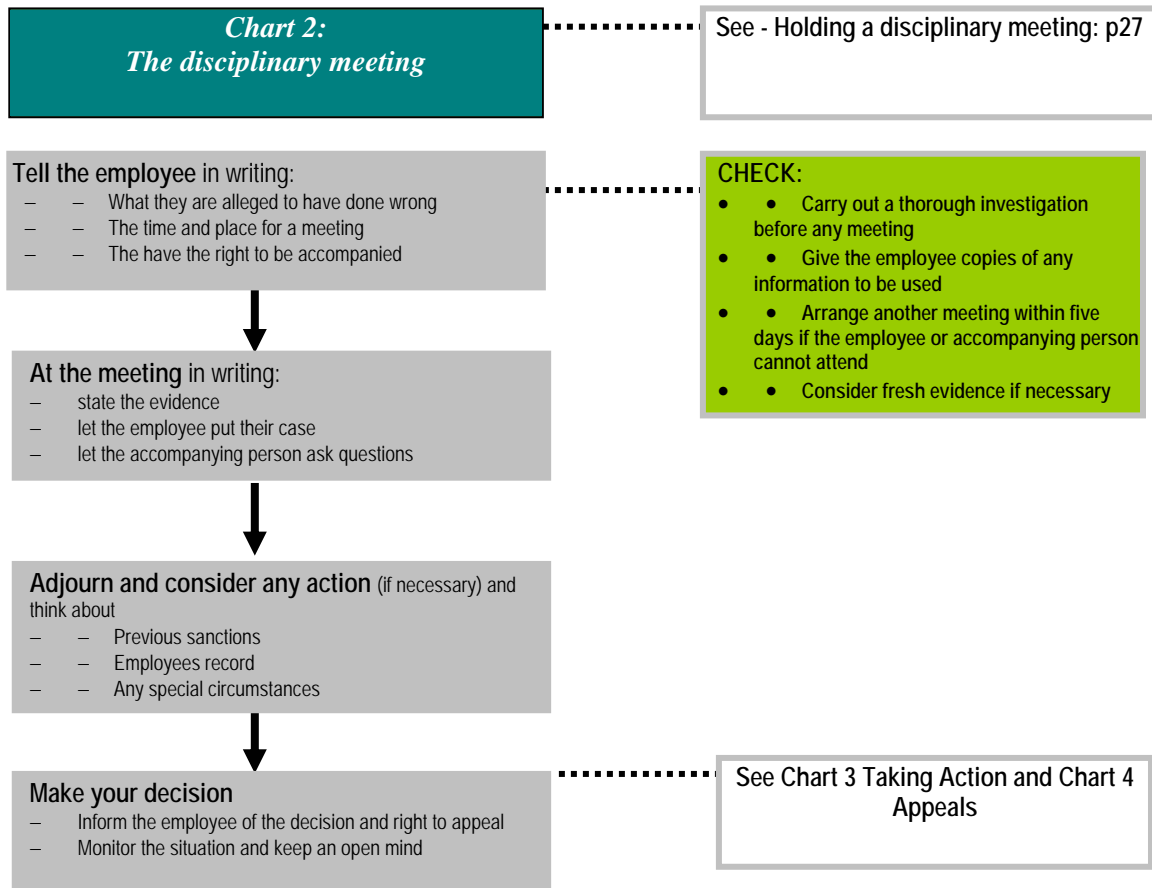 Chart 2:
The disciplinary meeting
See - Holding a disciplinary meeting: p27
Tell the employee in writing:
– – What they are alleged to have done wrong
– – The time and place for a meeting
– – The have the right to be accompanied
CHECK:
• • Carry out a thorough investigation
before any meeting
• • Give the employee copies of any
information to be used
• • Arrange another meeting within five
days if the employee or accompanying person
cannot attend
• • Consider fresh evidence if necessary
At the meeting in writing:
– state the evidence
– let the employee put their case
– let the accompanying person ask questions
Adjourn and consider any action (if necessary) and
think about
– – Previous sanctions
– – Employees record
– – Any special circumstances
Make your decision
– Inform the employee of the decision and right to appeal
– Monitor the situation and keep an open mind
See Chart 3 Taking Action and Chart 4
Appeals